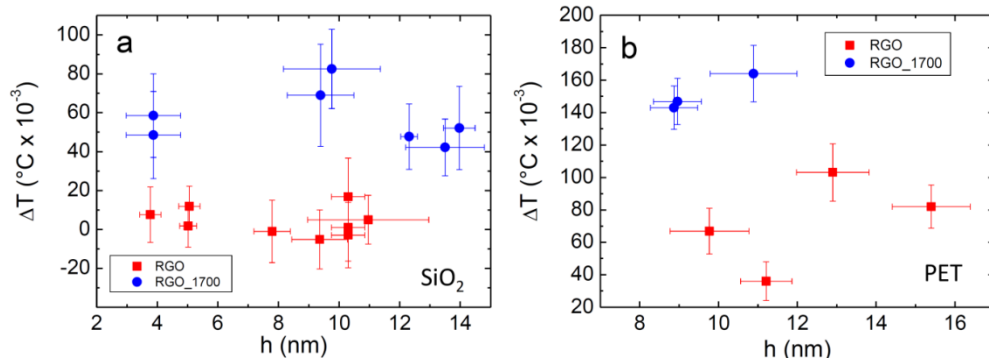 a
ΔT (°C x 10⁻³)
100
80
60
40
20
0
-20
RGO
RGO_1700
SiO₂
2 4 6 8 10 12 14
h (nm)
b
ΔT (°C x 10⁻³)
200
180
160
140
120
100
80
60
40
20
RGO
RGO_1700
PET
8 10 12 14 16
h (nm)